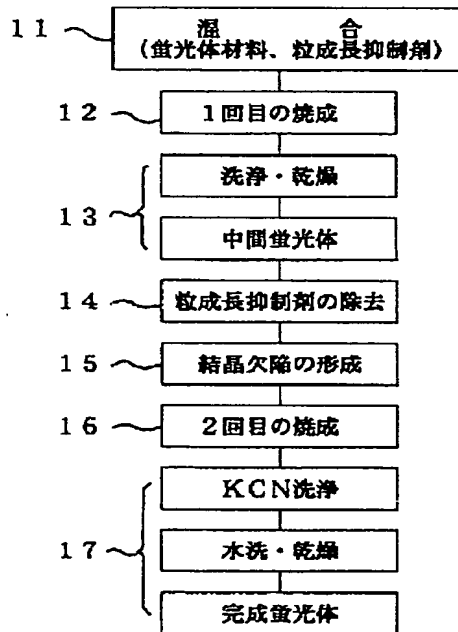 11
混 合
(蛍光体材料、粒成長抑制剤)
12
1回目の焼成
洗浄・乾燥
13
中間蛍光体
14
粒成長抑制剤の除去
15
結晶欠陥の形成
16
2回目の焼成
KCN洗浄
17
水洗・乾燥
完成蛍光体